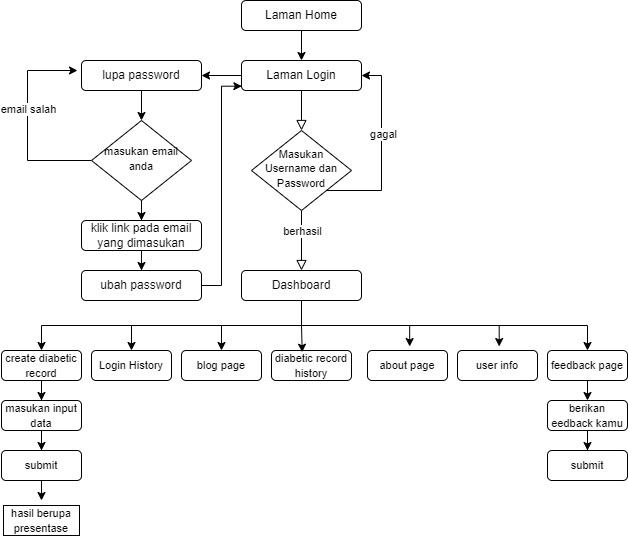 Laman Home
lupa password
Laman Login
email salah
gagal
masukan email
anda
Masukan
Username dan
Password
klik link pada email
yang dimasukan
berhasil
ubah password
Dashboard
create diabetic
record
Login History
blog page
diabetic record
history
about page
user info
feedback page
masukan input
data
berikan
eedback kamu
submit
submit
hasil berupa
presentase